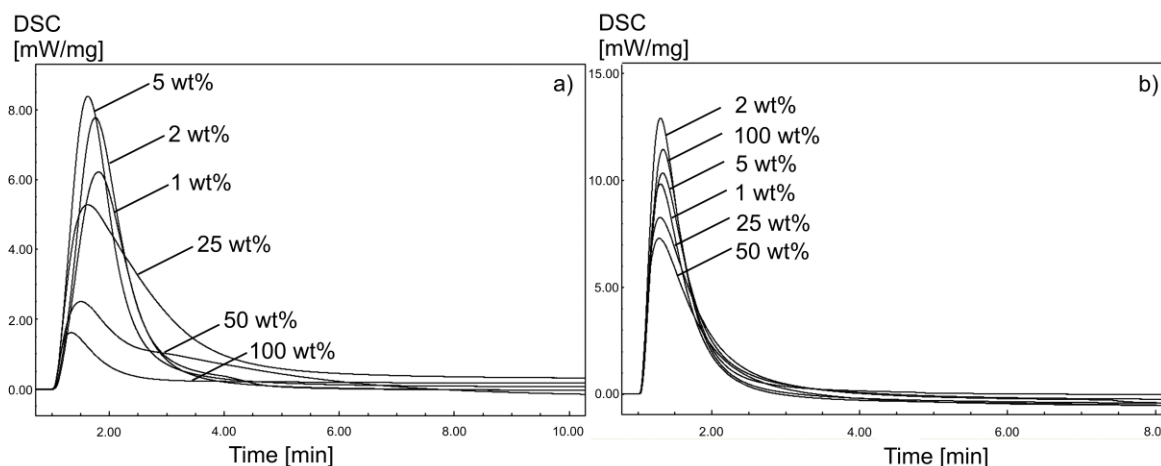 DSC
[mW/mg]
a)
5 wt%
2 wt%
1 wt%
25 wt%
50 wt%
100 wt%
8.00
6.00
4.00
2.00
0.00
2.00 4.00 6.00 8.00 10.00
Time [min]
DSC
[mW/mg]
b)
2 wt%
100 wt%
5 wt%
1 wt%
25 wt%
50 wt%
15.00
10.00
5.00
0.00
2.00 4.00 6.00 8.0
Time [min]